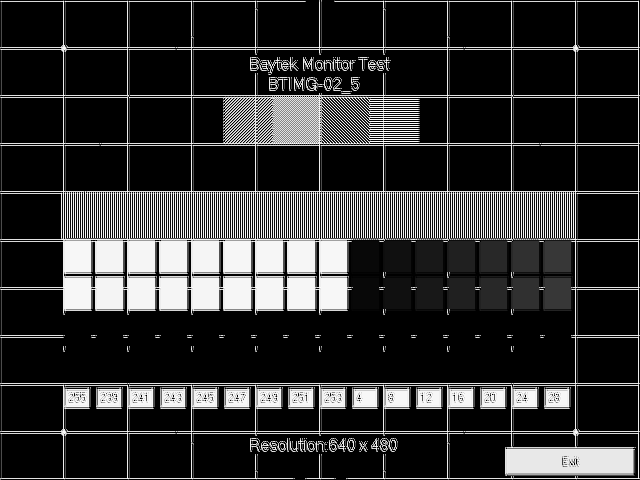 Baytek Monitor Test
BTIMG-02_5
255 239 241 243 245 247 249 251 253 4 8 12 16 20 24 28
Resolution:640 x 480
Exit